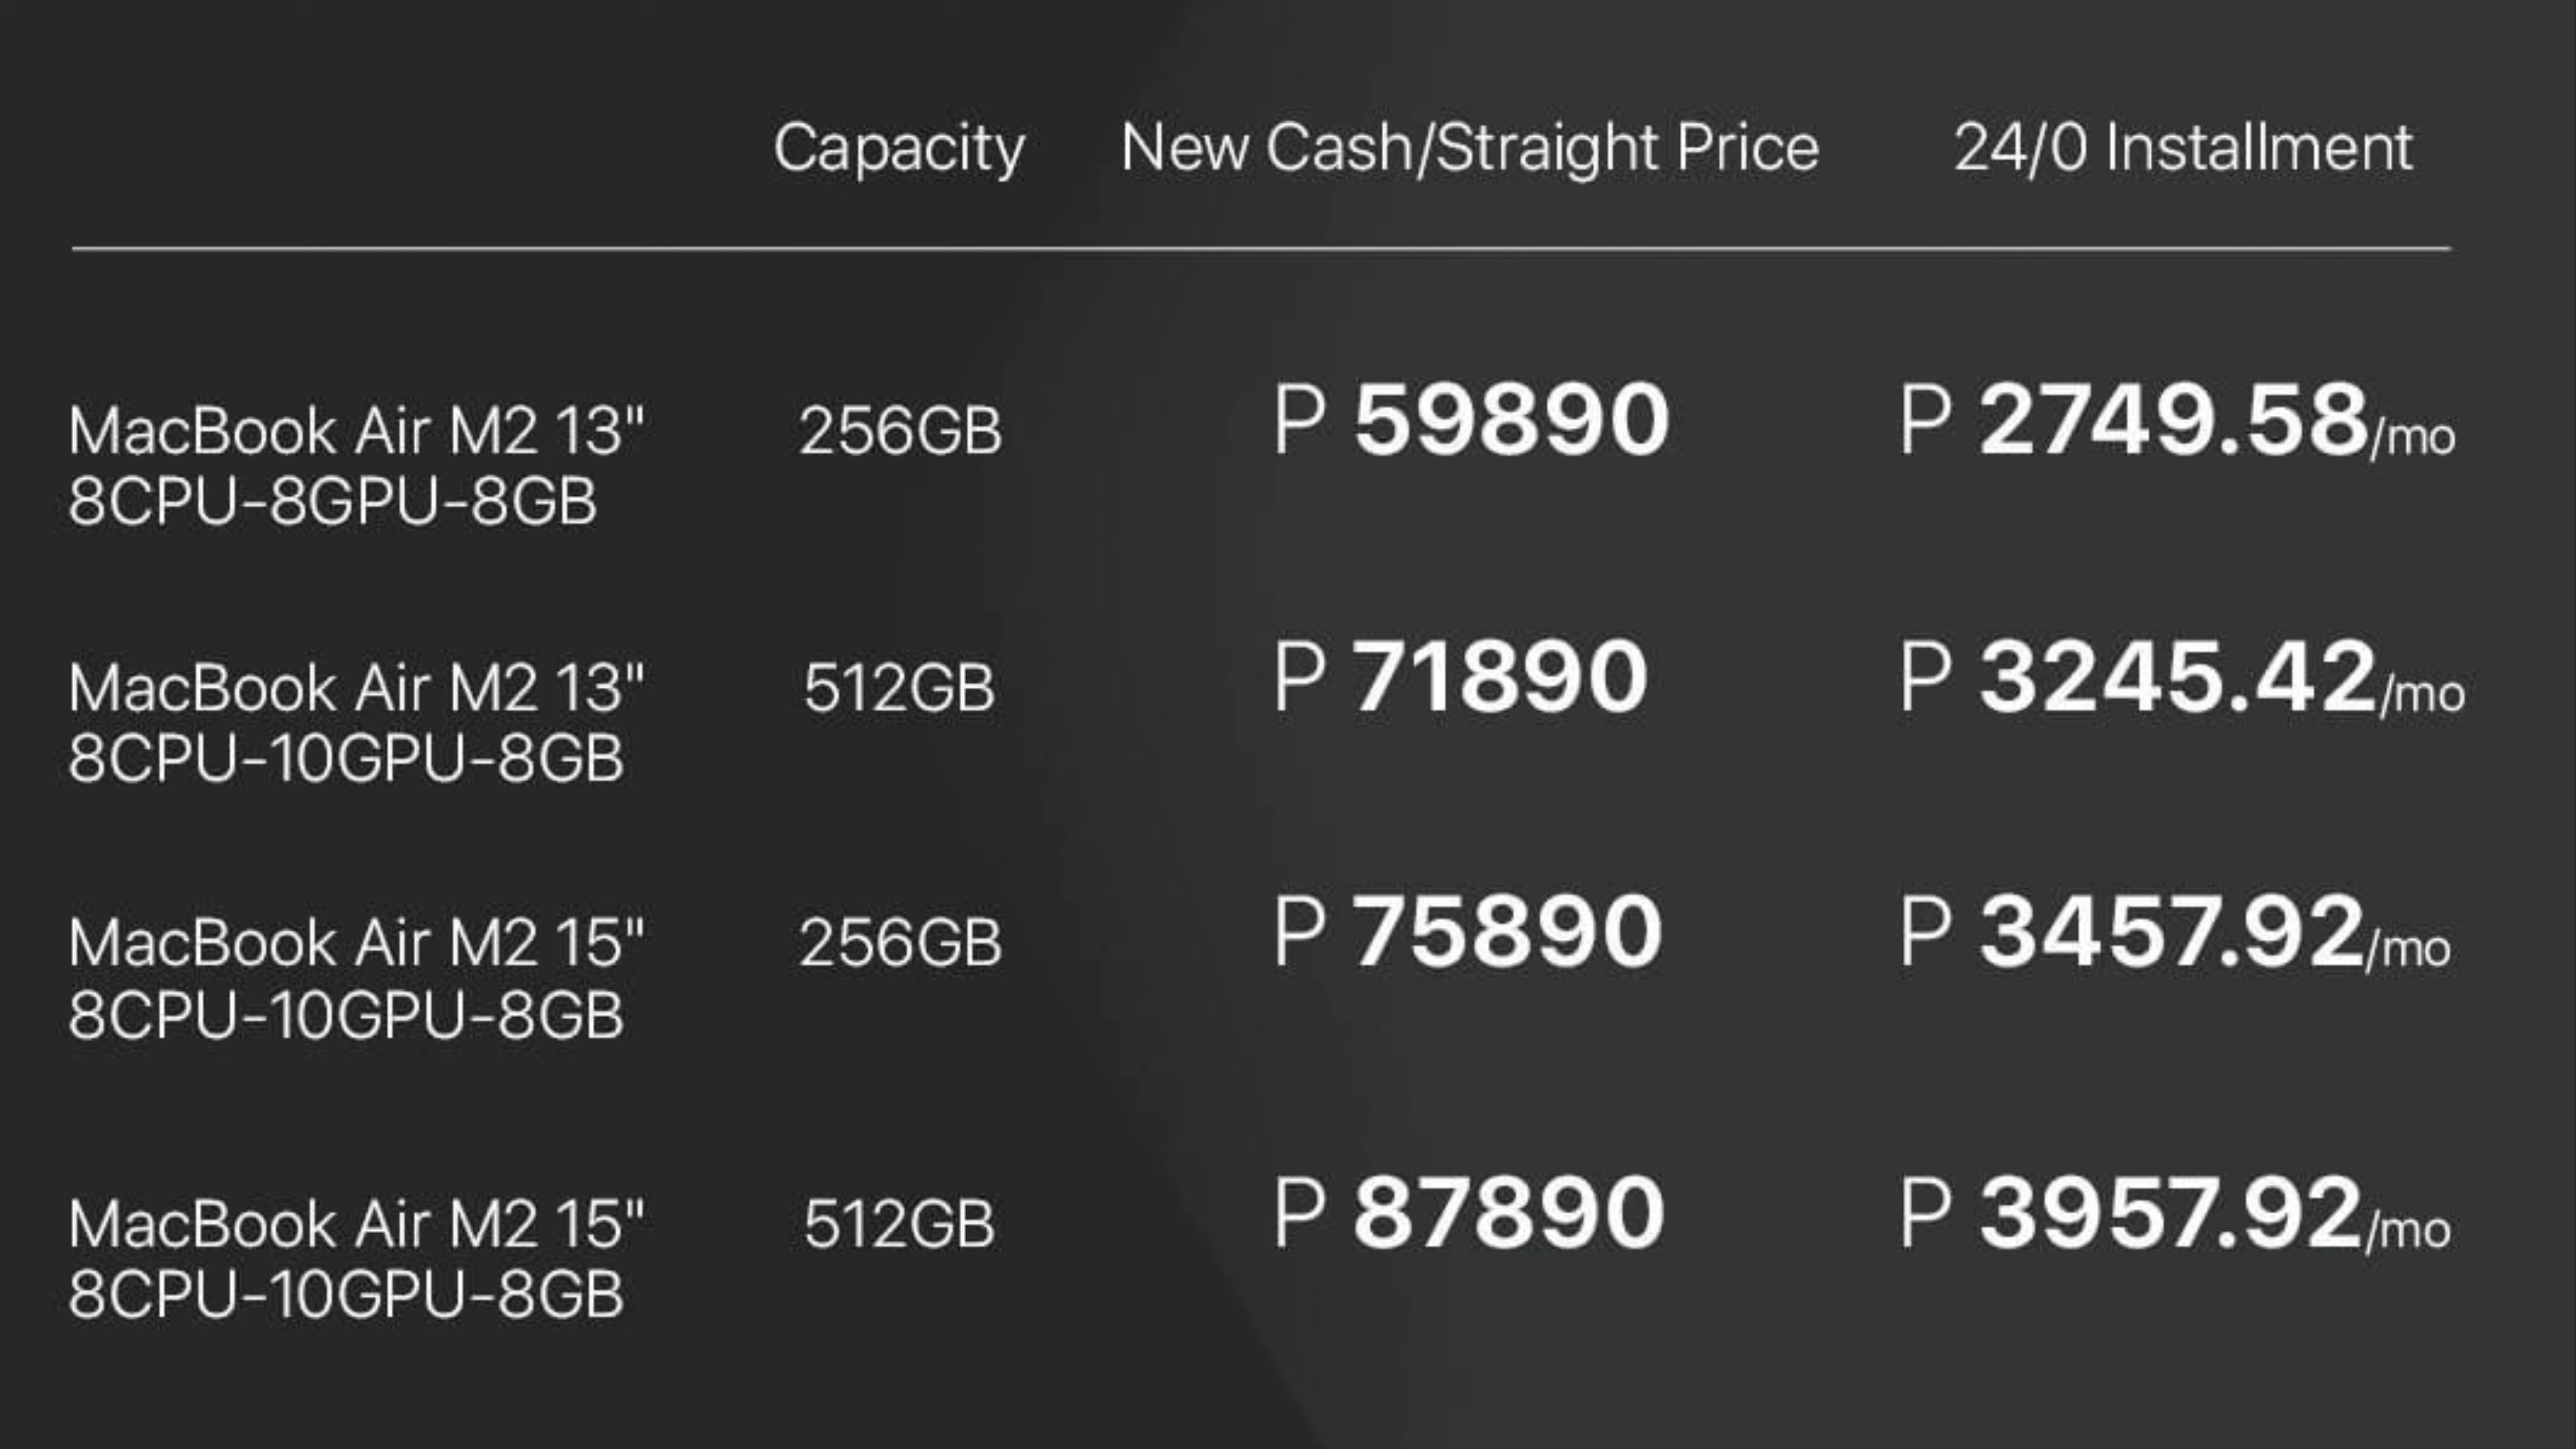 Capacity New Cash/Straight Price 24/0 Installment
MacBook Air M2 13" 256GB P 59890 P 2749.58/mo
8CPU-8GPU-8GB
MacBook Air M2 13" 512GB P 71890 P 3245.42/mo
8CPU-10GPU-8GB
MacBook Air M2 15" 256GB P 75890 P 3457.92/mo
8CPU-10GPU-8GB
MacBook Air M2 15" 512GB P 87890 P 3957.92/mo
8CPU-10GPU-8GB